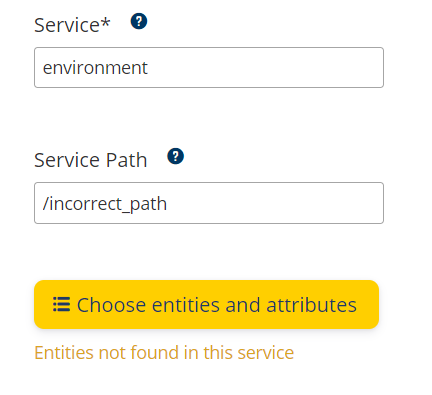 Service*
environment
Service Path
/incorrect_path
Choose entities and attributes
Entities not found in this service